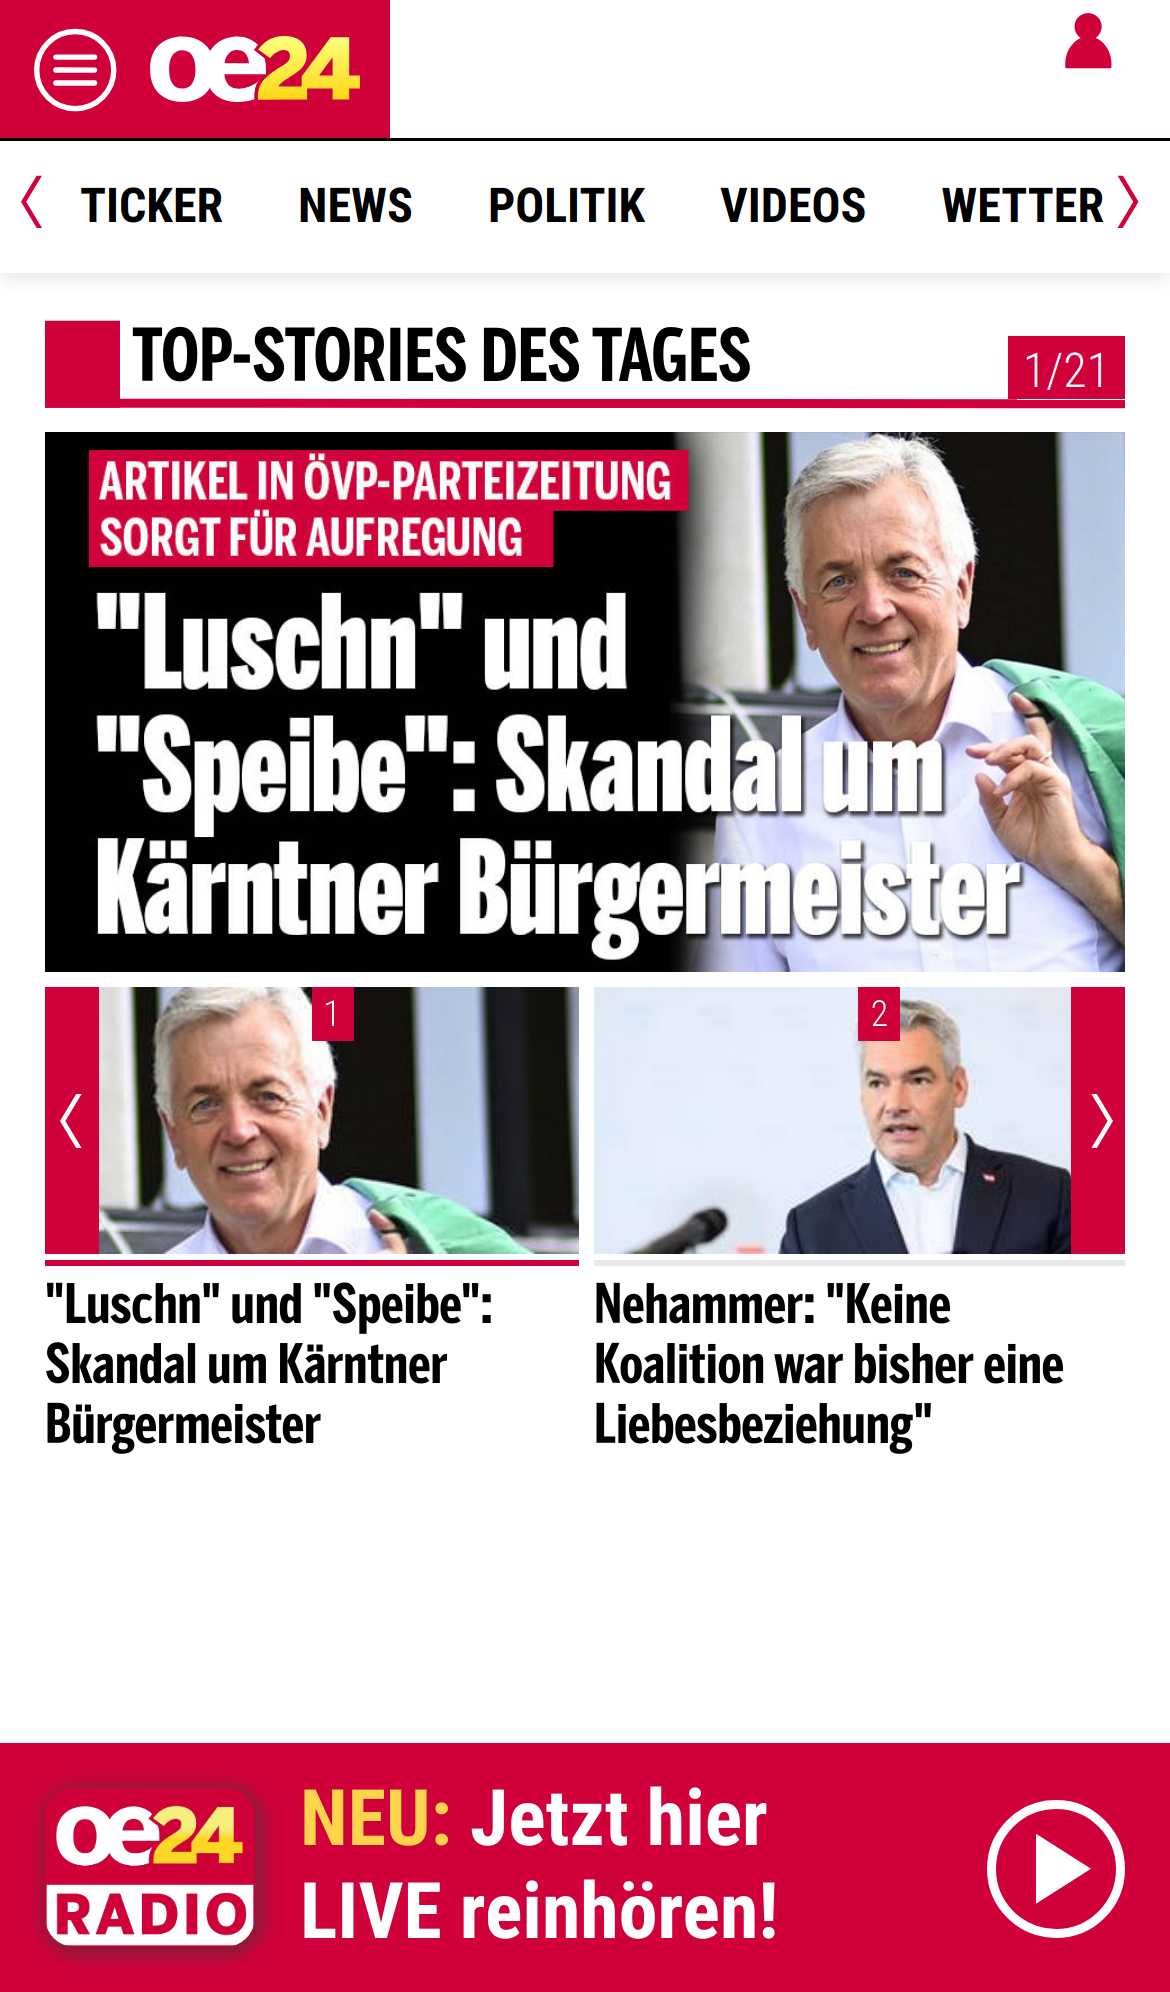 oe24
TICKER NEWS POLITIK VIDEOS WETTER
TOP-STORIES DES TAGES
1/21
ARTIKEL IN ÖVP-PARTEIZEITUNG
SORGT FÜR AUFREGUNG
"Luschn" und
"Speibe": Skandal um
Kärntner Bürgermeister
1
"Luschn" und "Speibe":
Skandal um Kärntner
Bürgermeister
2
Nehammer: "Keine
Koalition war bisher eine
Liebesbeziehung"
oe24
RADIO
NEU: Jetzt hier
LIVE reinhören!